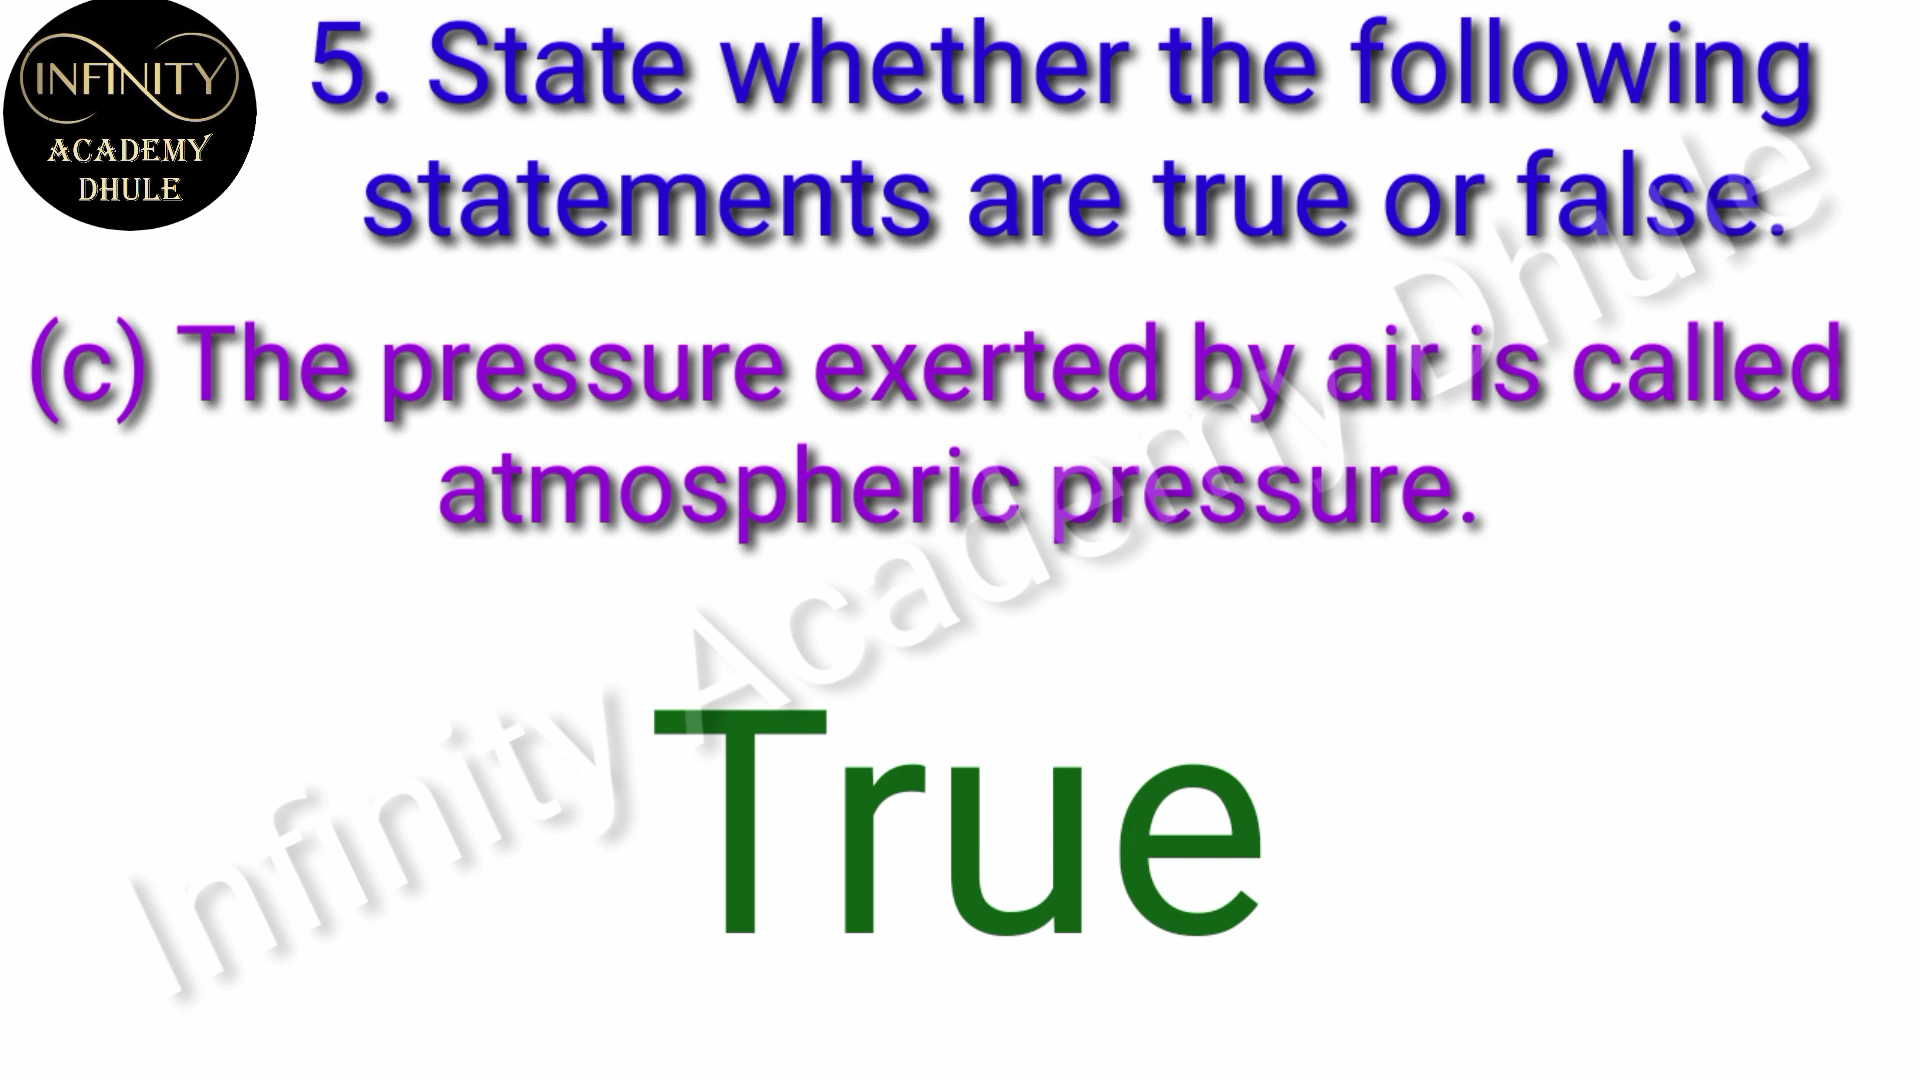 INFINITY
ACADEMY
DHULE
5. State whether the following
statements are true or false.
(c) The pressure exerted by air is called
atmospheric pressure.
True
Infinity Academy Dhule